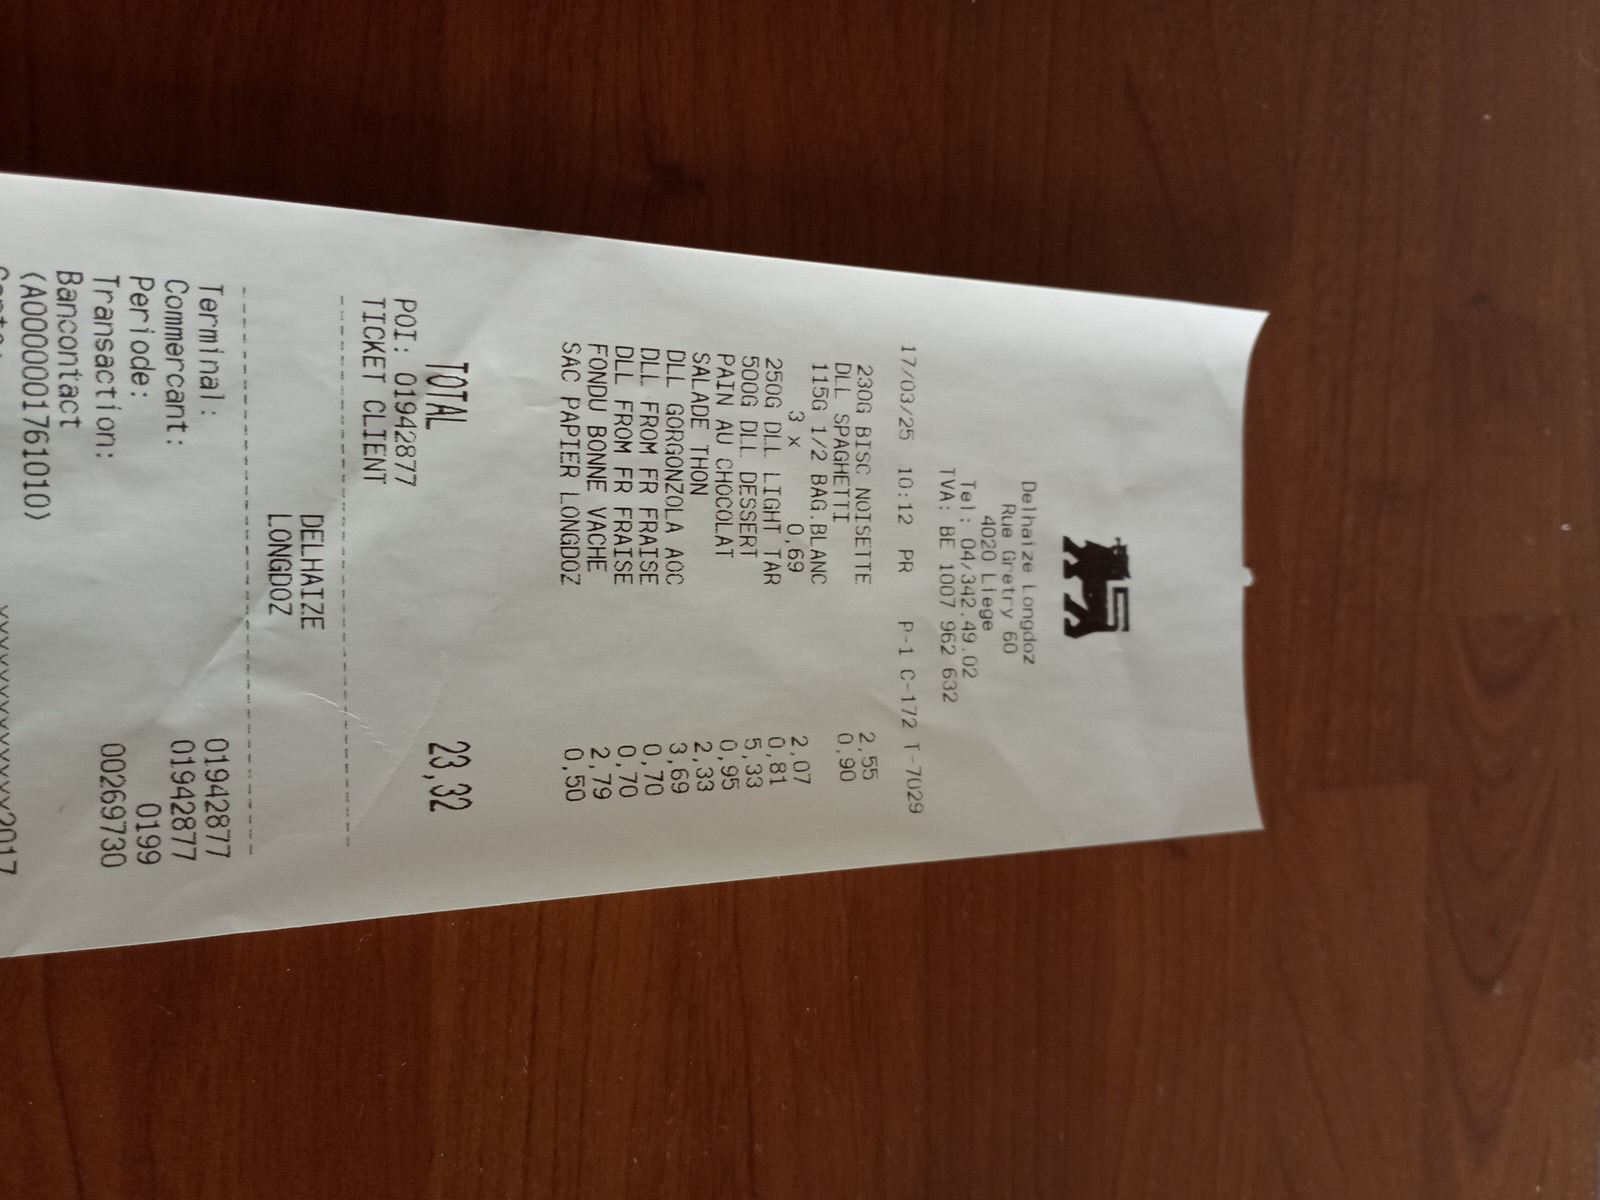 Delhaize Longdoz
Rue Gretry 60
4020 Liege
Tel: 04/342.49.02
TVA: BE 1007 962 632
17/03/25 10:12 PR P-1 C-172 T-7029
230G BISC NOISETTE 2,55
DLL SPAGHETTI 0,90
115G 1/2 BAG.BLANC
3 x 0,69 2,07
250G DLL LIGHT TAR 0,81
500G DLL DESSERT 5,33
PAIN AU CHOCOLAT 0,95
SALADE THON 2,33
DLL GORGONZOLA AOC 3,69
DLL FROM FR FRAISE 0,70
DLL FROM FR FRAISE 0,70
FONDU BONNE VACHE 2,79
SAC PAPIER LONGDOZ 0,50
TOTAL 23,32
POI: 01942877
TICKET CLIENT
DELHAIZE
LONGDOZ
Terminal: 01942877
Commercant: 01942877
Periode: 0199
Transaction: 00269730
Bancontact
(A0000001761010)